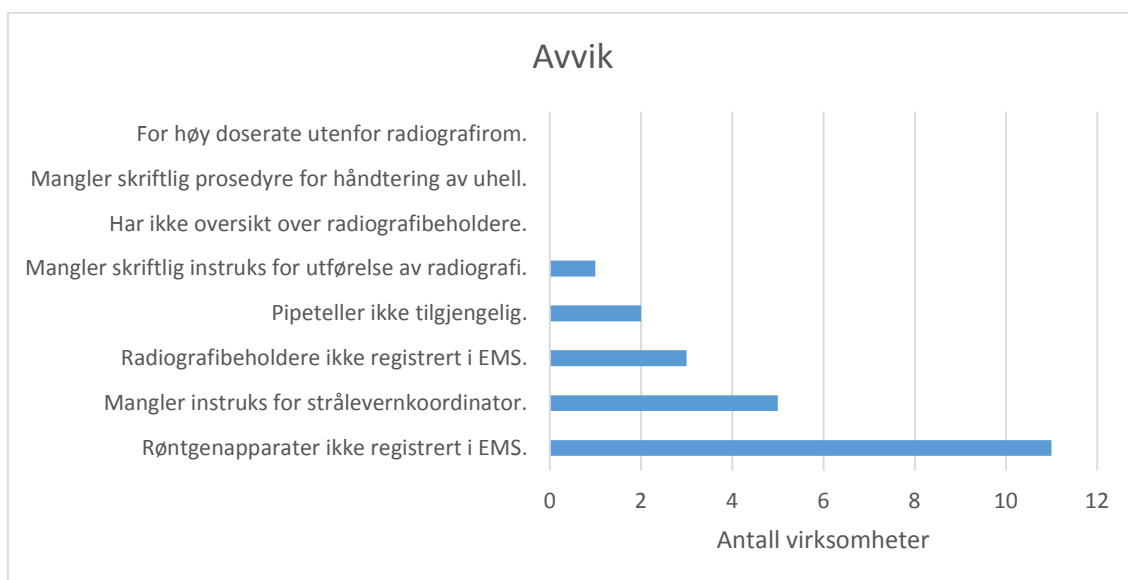 Avvik
For høy doserate utenfor radiografirom.
Mangler skriftlig prosedyre for håndtering av uhell.
Har ikke oversikt over radiografibeholdere.
Mangler skriftlig instruks for utførelse av radiografi.
Pipeteller ikke tilgjengelig.
Radiografibeholdere ikke registrert i EMS.
Mangler instruks for strålevernkoordinator.
Røntgenapparater ikke registrert i EMS.
0 2 4 6 8 10 12
Antall virksomheter